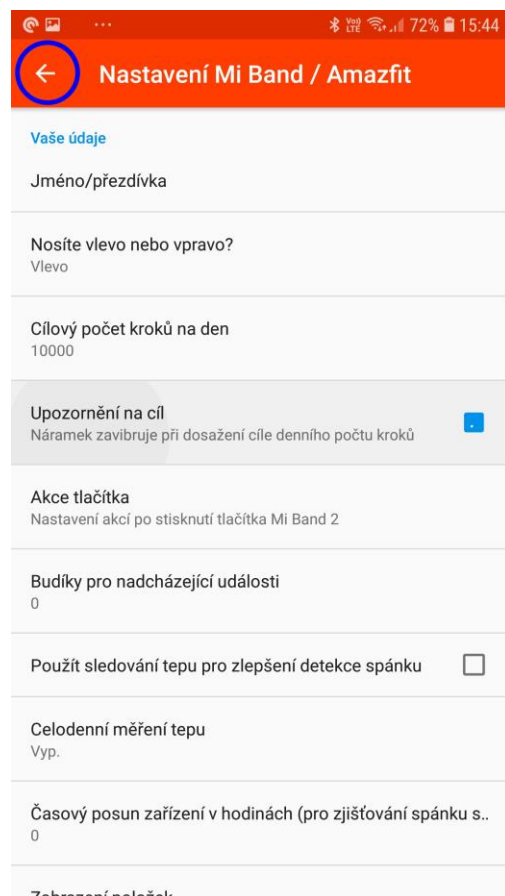 ... 72% 15:44
Nastavení Mi Band / Amazfit
Vaše údaje
Jméno/přezdívka
Nosíte vlevo nebo vpravo?
Vlevo
Cílový počet kroků na den
10000
Upozornění na cíl
Náramek zavibruje při dosažení cíle denního počtu kroků
Akce tlačítka
Nastavení akcí po stisknutí tlačítka Mi Band 2
Budíky pro nadcházející události
0
Použít sledování tepu pro zlepšení detekce spánku
Celodenní měření tepu
Vyp.
Časový posun zařízení v hodinách (pro zjišťování spánku s..
0